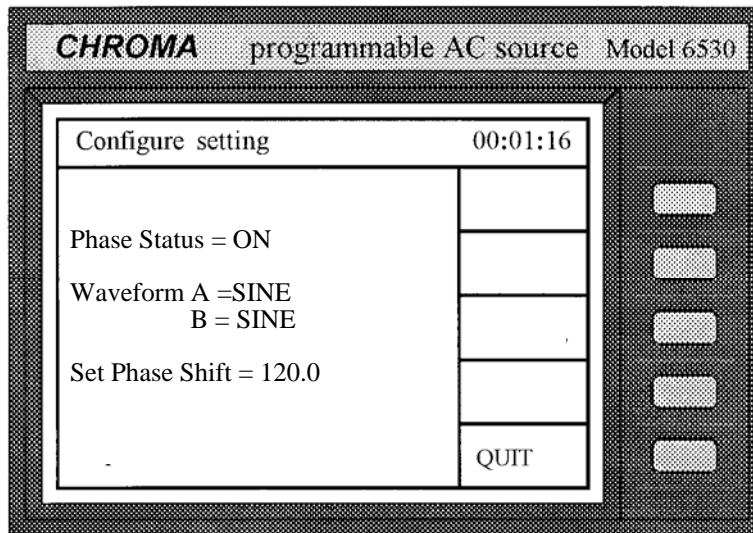 CHROMA programmable AC source Model 6530
Configure setting 00:01:16
Phase Status = ON
Waveform A =SINE
B = SINE
Set Phase Shift = 120.0
QUIT